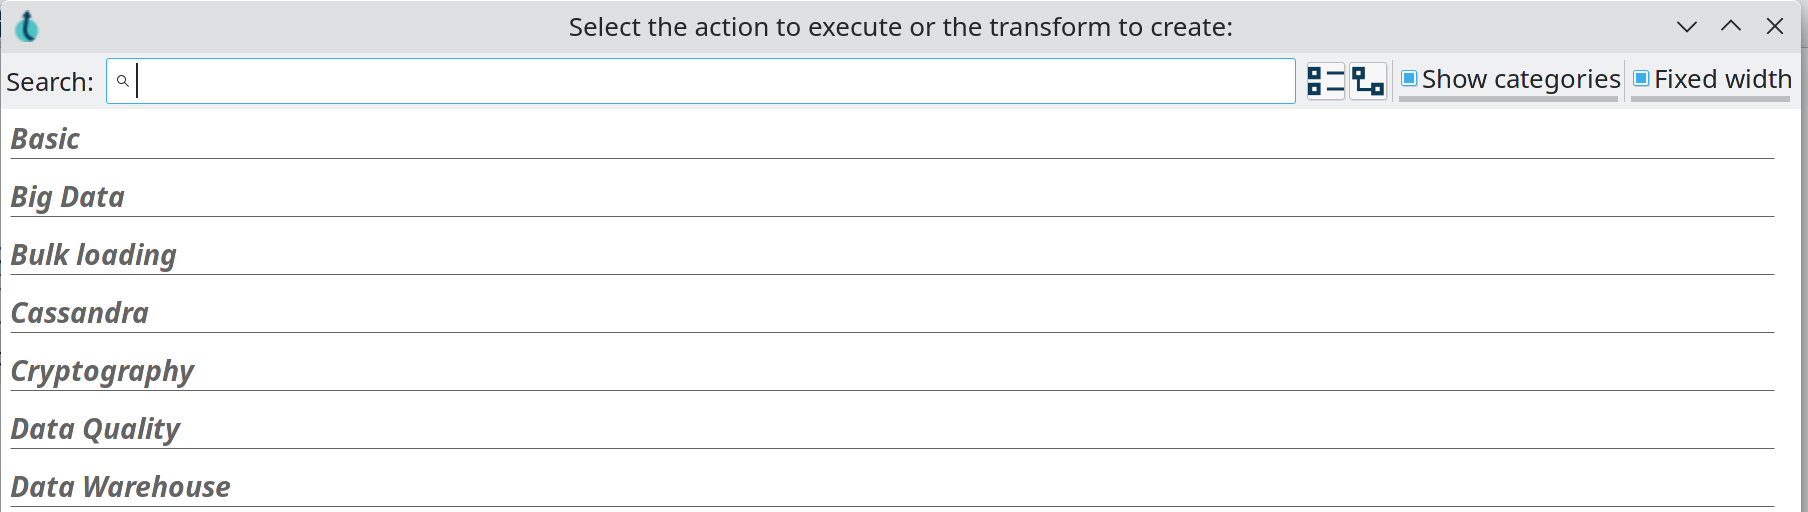 Select the action to execute or the transform to create:
Search:
Show categories
Fixed width
Basic
Big Data
Bulk loading
Cassandra
Cryptography
Data Quality
Data Warehouse